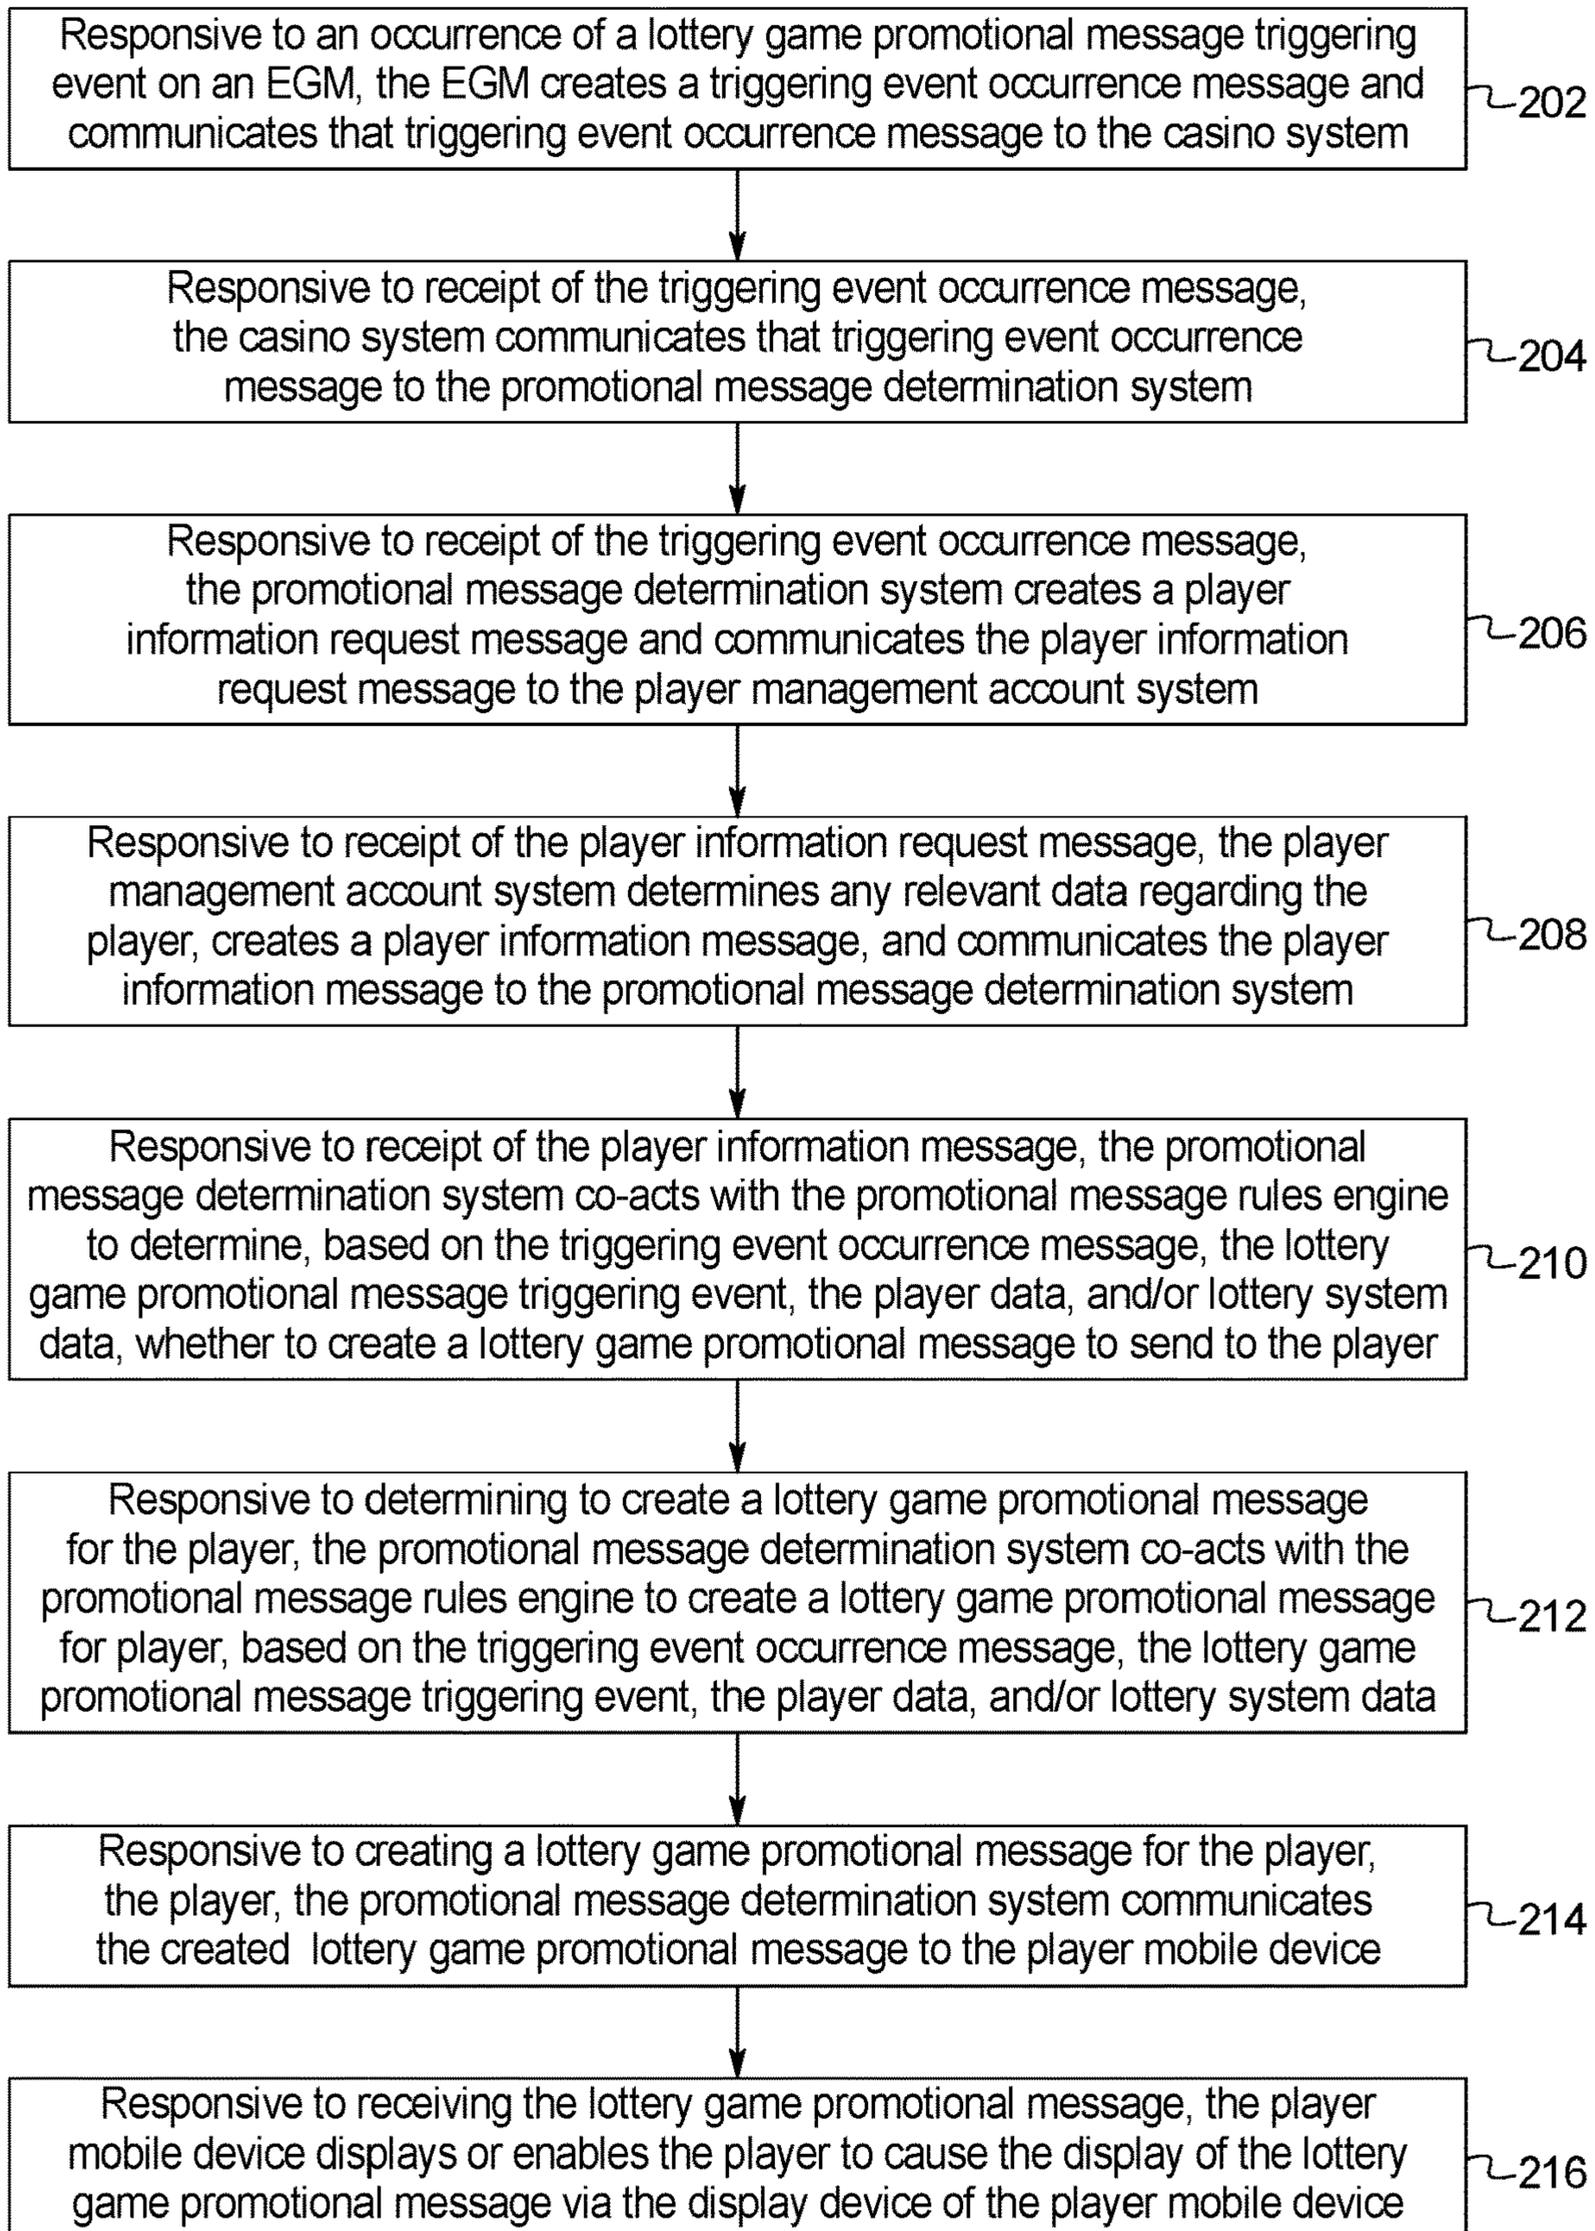 Responsive to an occurrence of a lottery game promotional message triggering
event on an EGM, the EGM creates a triggering event occurrence message and
communicates that triggering event occurrence message to the casino system
202
Responsive to receipt of the triggering event occurrence message,
the casino system communicates that triggering event occurrence
message to the promotional message determination system
204
Responsive to receipt of the triggering event occurrence message,
the promotional message determination system creates a player
information request message and communicates the player information
request message to the player management account system
206
Responsive to receipt of the player information request message, the player
management account system determines any relevant data regarding the
player, creates a player information message, and communicates the player
information message to the promotional message determination system
208
Responsive to receipt of the player information message, the promotional
message determination system co-acts with the promotional message rules engine
to determine, based on the triggering event occurrence message, the lottery
game promotional message triggering event, the player data, and/or lottery system
data, whether to create a lottery game promotional message to send to the player
210
Responsive to determining to create a lottery game promotional message
for the player, the promotional message determination system co-acts with the
promotional message rules engine to create a lottery game promotional message
for player, based on the triggering event occurrence message, the lottery game
promotional message triggering event, the player data, and/or lottery system data
212
Responsive to creating a lottery game promotional message for the player,
the player, the promotional message determination system communicates
the created lottery game promotional message to the player mobile device
214
Responsive to receiving the lottery game promotional message, the player
mobile device displays or enables the player to cause the display of the lottery
game promotional message via the display device of the player mobile device
216